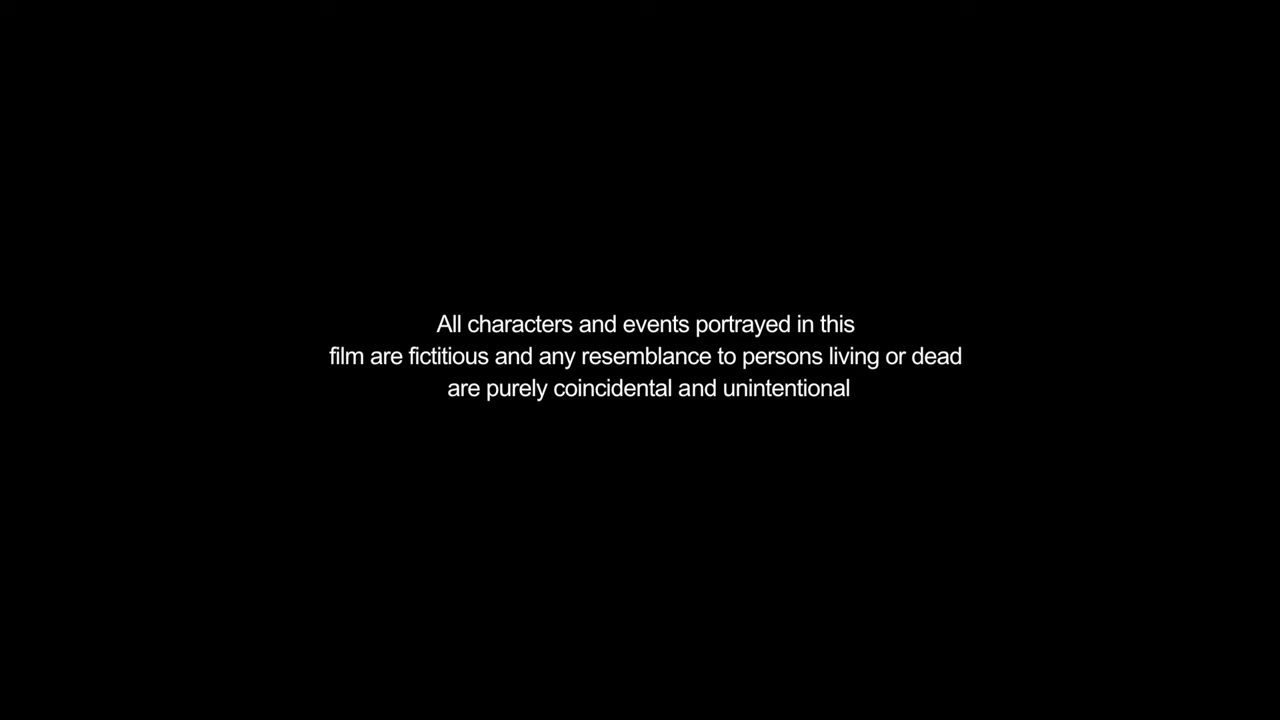 All characters and events portrayed in this
film are fictitious and any resemblance to persons living or dead
are purely coincidental and unintentional